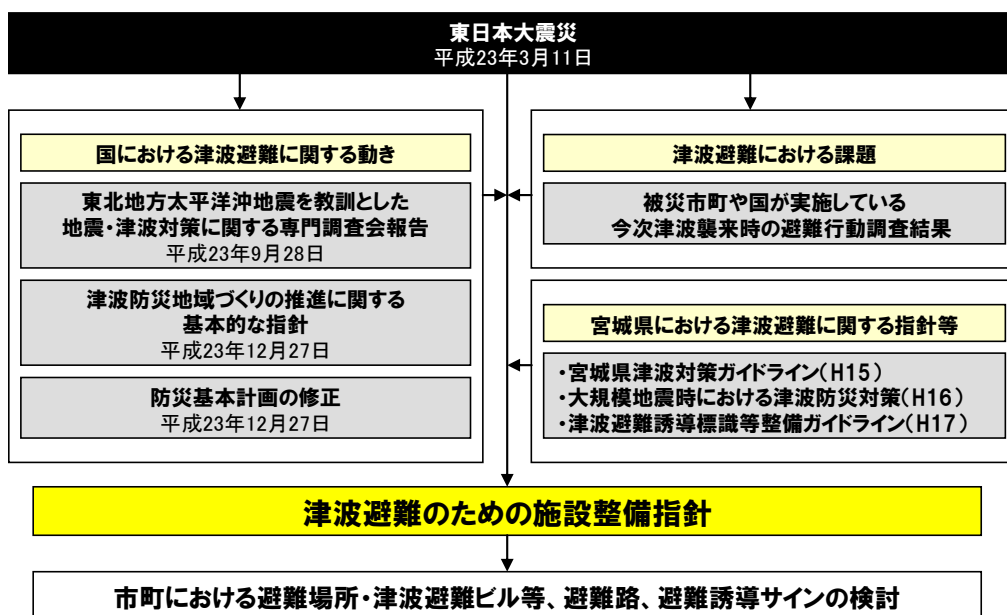 東日本大震災
平成23年3月11日
国における津波避難に関する動き
東北地方太平洋沖地震を教訓とした
地震・津波対策に関する専門調査会報告
平成23年9月28日
津波防災地域づくりの推進に関する
基本的な指針
平成23年12月27日
防災基本計画の修正
平成23年12月27日
津波避難における課題
被災市町や国が実施している
今次津波襲来時の避難行動調査結果
宮城県における津波避難に関する指針等
・宮城県津波対策ガイドライン(H15)
・大規模地震時における津波防災対策(H16)
・津波避難誘導標識等整備ガイドライン(H17)
津波避難のための施設整備指針
市町における避難場所・津波避難ビル等、避難路、避難誘導サインの検討